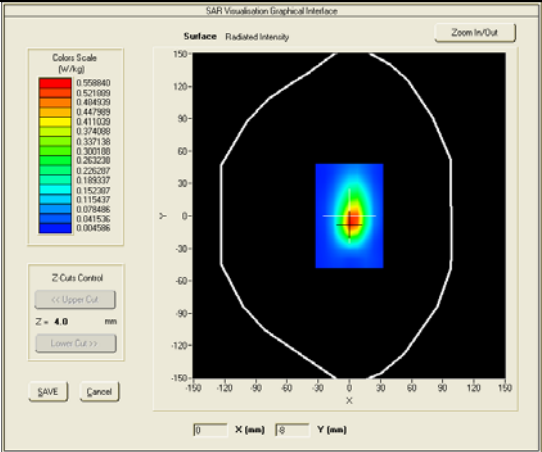 SAR Visualisation Graphical Interface
Surface Radiated Intensity
Zoom In/Out
Colors Scale
(W/kg)
0.558840
0.521889
0.484939
0.447989
0.411039
0.374088
0.337138
0.300188
0.263238
0.226287
0.189337
0.152387
0.115437
0.078486
0.041536
0.004586
150-
120-
90-
60-
30-
0-
-30-
-60-
-90-
-120-
-150-
Y
-150 -120 -90 -60 -30 0 30 60 90 120 150
X
Z-Cuts Control
<< Upper Cut
Z = 4.0 mm
Lower Cut >>
SAVE Cancel
0 X (mm) -8 Y (mm)